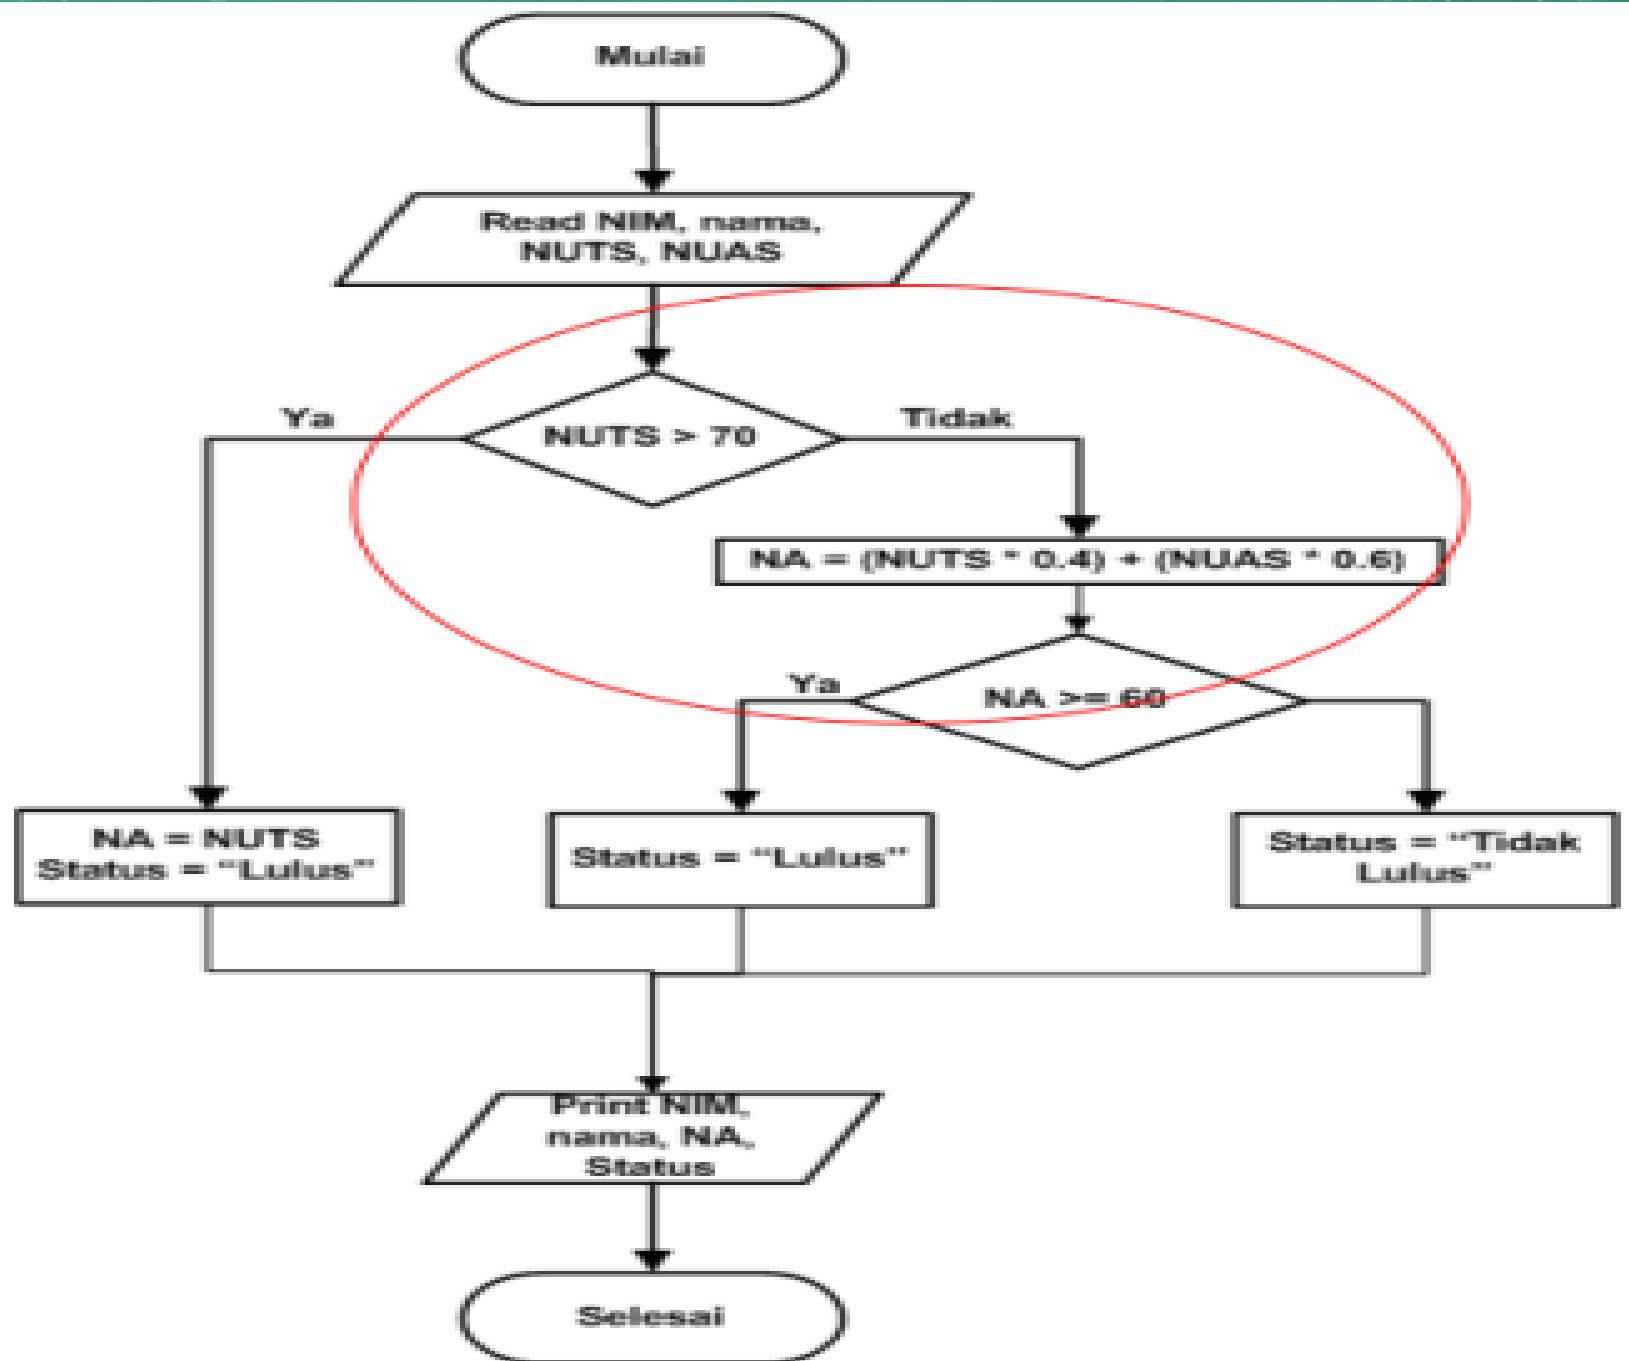 Mulai
Read NIM, nama,
NUTS, NUAS
Ya
NUTS > 70
Tidak
NA = (NUTS * 0.4) + (NUAS * 0.6)
Ya
NA >= 60
NA = NUTS
Status = “Lulus”
Status = “Lulus”
Status = “Tidak
Lulus”
Print NIM,
nama, NA,
Status
Selesai